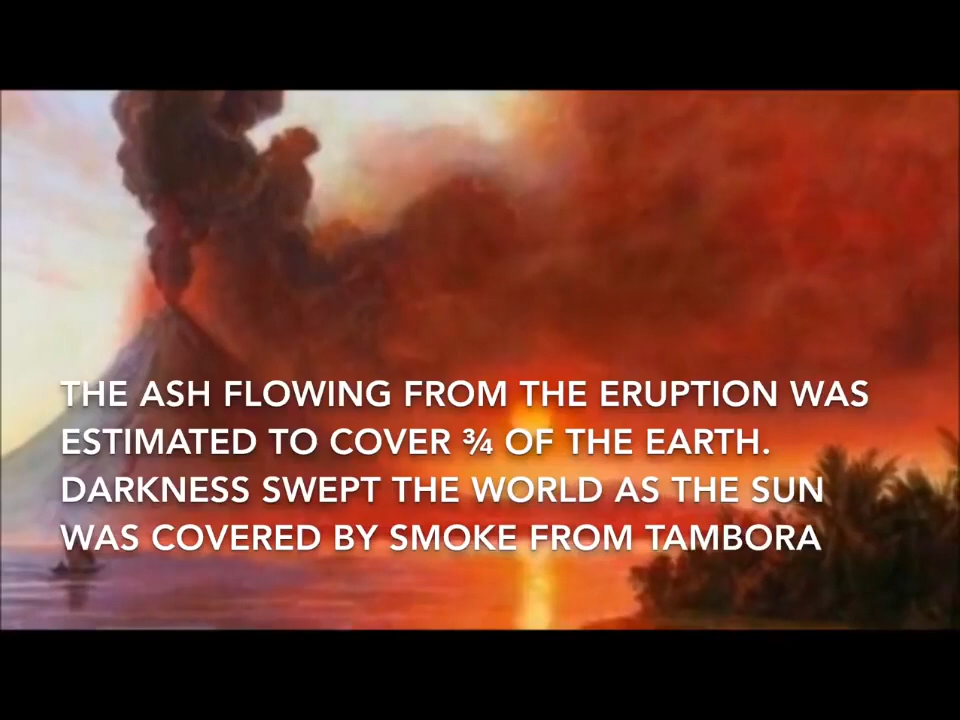 THE ASH FLOWING FROM THE ERUPTION WAS
ESTIMATED TO COVER ¾ OF THE EARTH.
DARKNESS SWEPT THE WORLD AS THE SUN
WAS COVERED BY SMOKE FROM TAMBORA